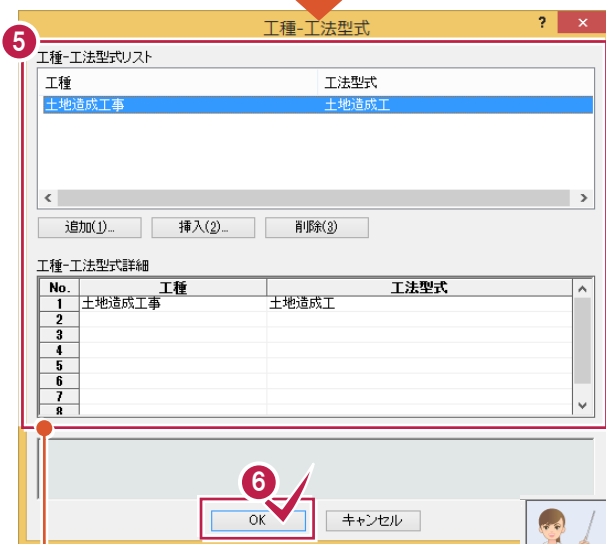 工種-工法型式 ? ×
5
工種-工法型式リスト
工種 工法型式
土地造成工事 土地造成工
追加(1)... 挿入(2)... 削除(3)
工種-工法型式詳細
No. 工種 工法型式
1 土地造成工事 土地造成工
2
3
4
5
6
7
8
6
OK キャンセル